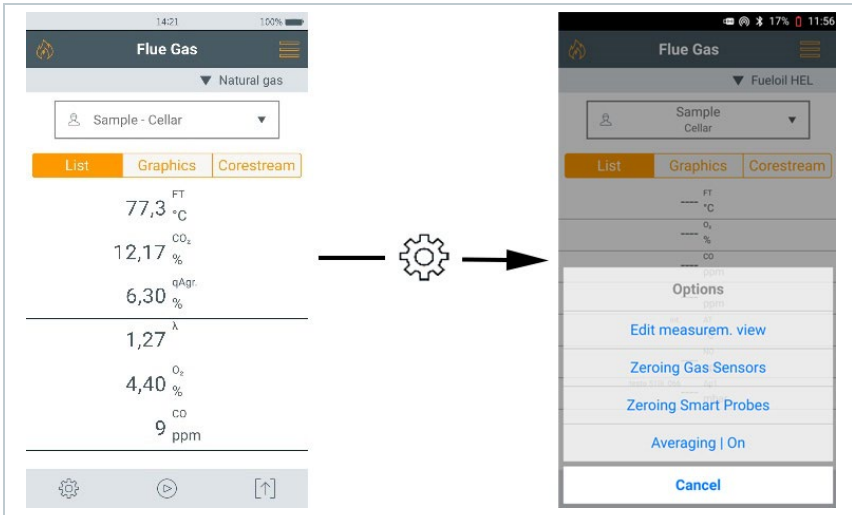 14:21 100%
Flue Gas
Natural gas
Sample - Cellar
List Graphics Corestream
77,3 FT °C
12,17 CO₂ %
6,30 qAgr. %
1,27 λ
4,40 O₂ %
9 CO ppm
17% 11:56
Flue Gas
Fueloil HEL
Sample
Cellar
List Graphics Corestream
---- FT °C
---- O₂ %
---- CO ppm
ppm
Options
Edit measurem. view
Zeroing Gas Sensors
Zeroing Smart Probes
Averaging | On
Cancel